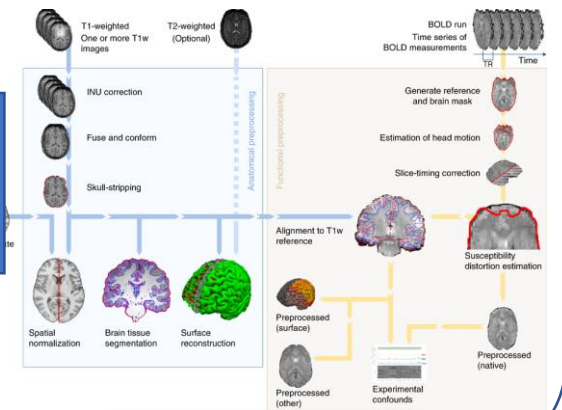 T1-weighted
One or more T1w
images
T2-weighted
(Optional)
INU correction
Fuse and conform
Skull-stripping
Anatomical preprocessing
Spatial
normalization
Brain tissue
segmentation
Surface
reconstruction
BOLD run
Time series of
BOLD measurements
TR
Time
Functional preprocessing
Generate reference
and brain mask
Estimation of head motion
Slice-timing correction
Alignment to T1w
reference
Susceptibility
distortion estimation
Preprocessed
(surface)
Preprocessed
(other)
Experimental
confounds
Preprocessed
(native)